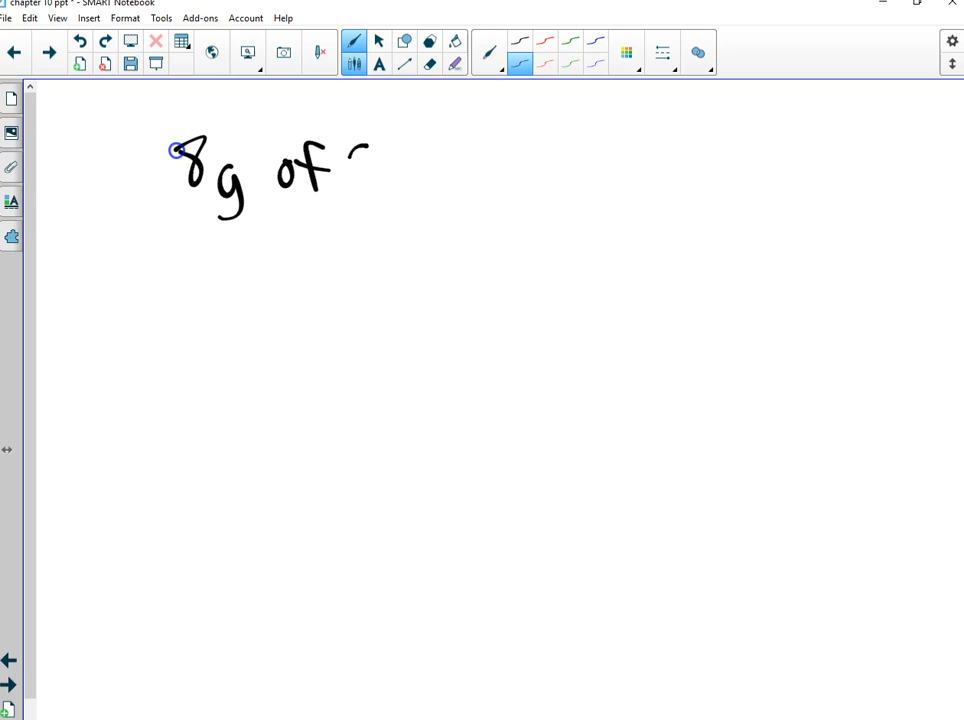 chapter 10 ppt * - SMART Notebook
File Edit View Insert Format Tools Add-ons Account Help
8g of